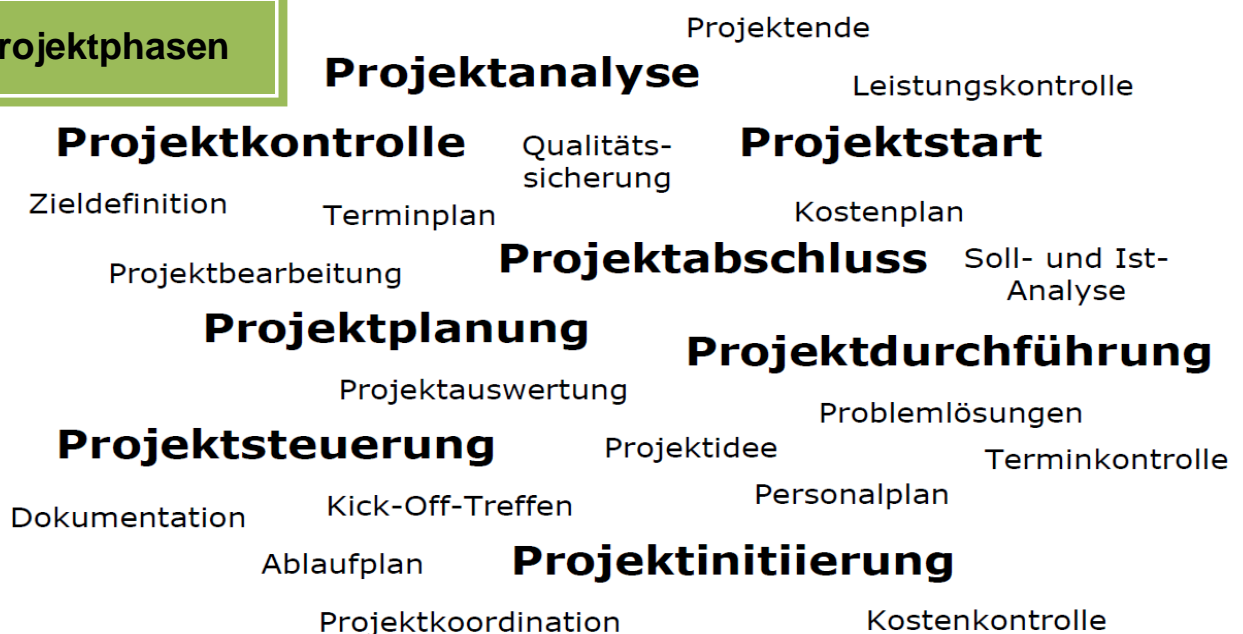 rojektphasen
Projektende
Projektanalyse
Leistungskontrolle
Projektkontrolle
Qualitäts-
sicherung
Projektstart
Zieldefinition
Terminplan
Kostenplan
Projektabschluss
Soll- und Ist-
Analyse
Projektbearbeitung
Projektplanung
Projektdurchführung
Projektauswertung
Problemlösungen
Projektsteuerung
Projektidee
Terminkontrolle
Personalplan
Dokumentation
Kick-Off-Treffen
Ablaufplan
Projektinitiierung
Projektkoordination
Kostenkontrolle